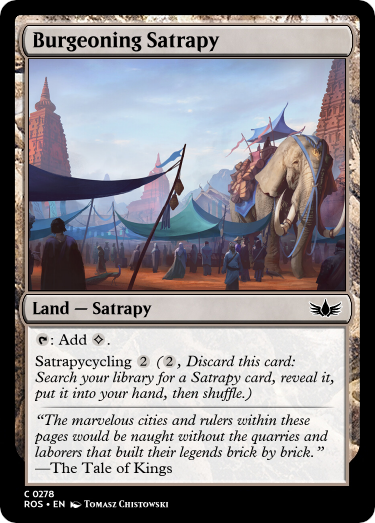 Burgeoning Satrapy
Land — Satrapy
: Add .
Satrapycycling 2 (2, Discard this card:
Search your library for a Satrapy card, reveal it,
put it into your hand, then shuffle.)
“The marvelous cities and rulers within these
pages would be naught without the quarries and
laborers that built their legends brick by brick.”
—The Tale of Kings
C 0278
ROS • EN Tomasz Chistowski